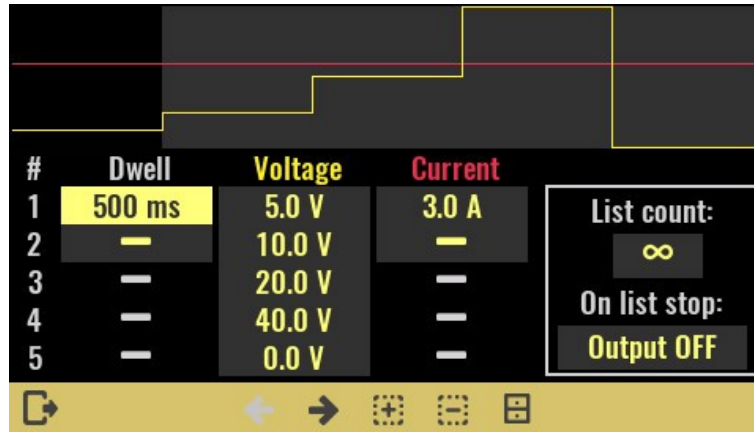 # Dwell Voltage Current
1 500 ms 5.0 V 3.0 A
2 – 10.0 V –
3 – 20.0 V –
4 – 40.0 V –
5 – 0.0 V –
List count:
∞
On list stop:
Output OFF